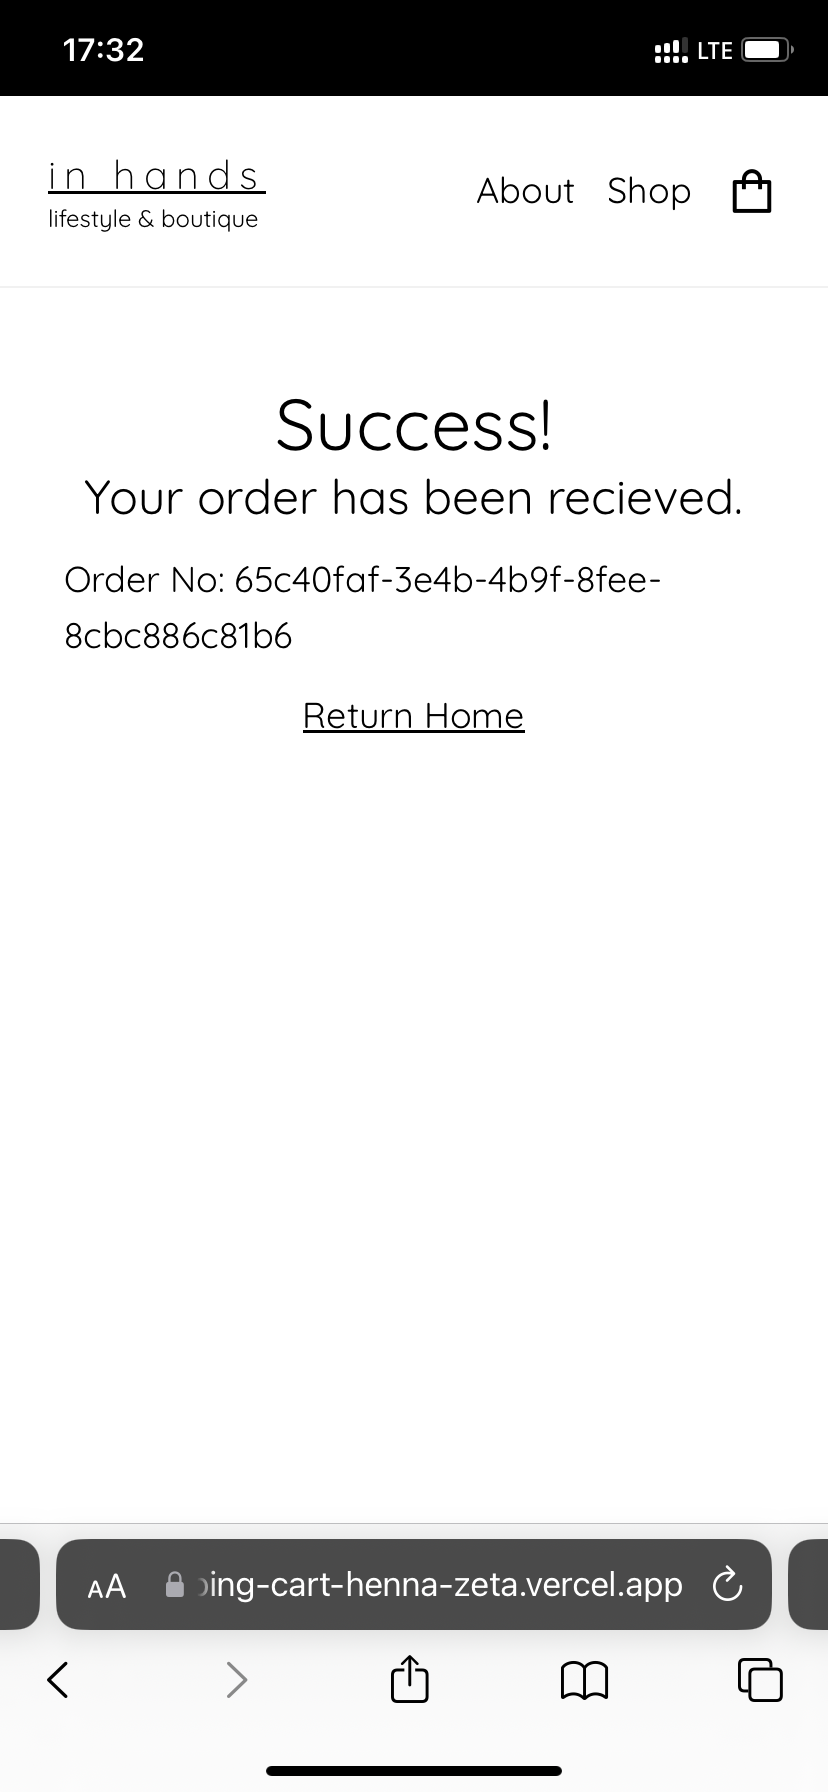 17:32
LTE
in hands
lifestyle & boutique
About Shop
Success!
Your order has been recieved.
Order No: 65c40faf-3e4b-4b9f-8fee-
8cbc886c81b6
Return Home
AA ing-cart-henna-zeta.vercel.app